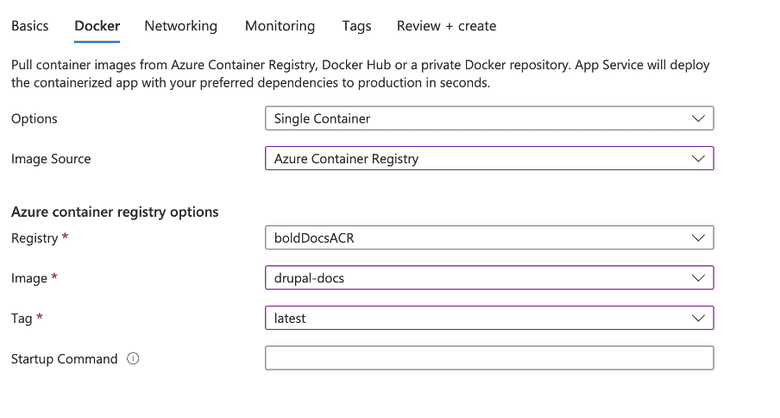 Basics Docker Networking Monitoring Tags Review + create
Pull container images from Azure Container Registry, Docker Hub or a private Docker repository. App Service will deploy
the containerized app with your preferred dependencies to production in seconds.
Options Single Container
Image Source Azure Container Registry
Azure container registry options
Registry * boldDocsACR
Image * drupal-docs
Tag * latest
Startup Command